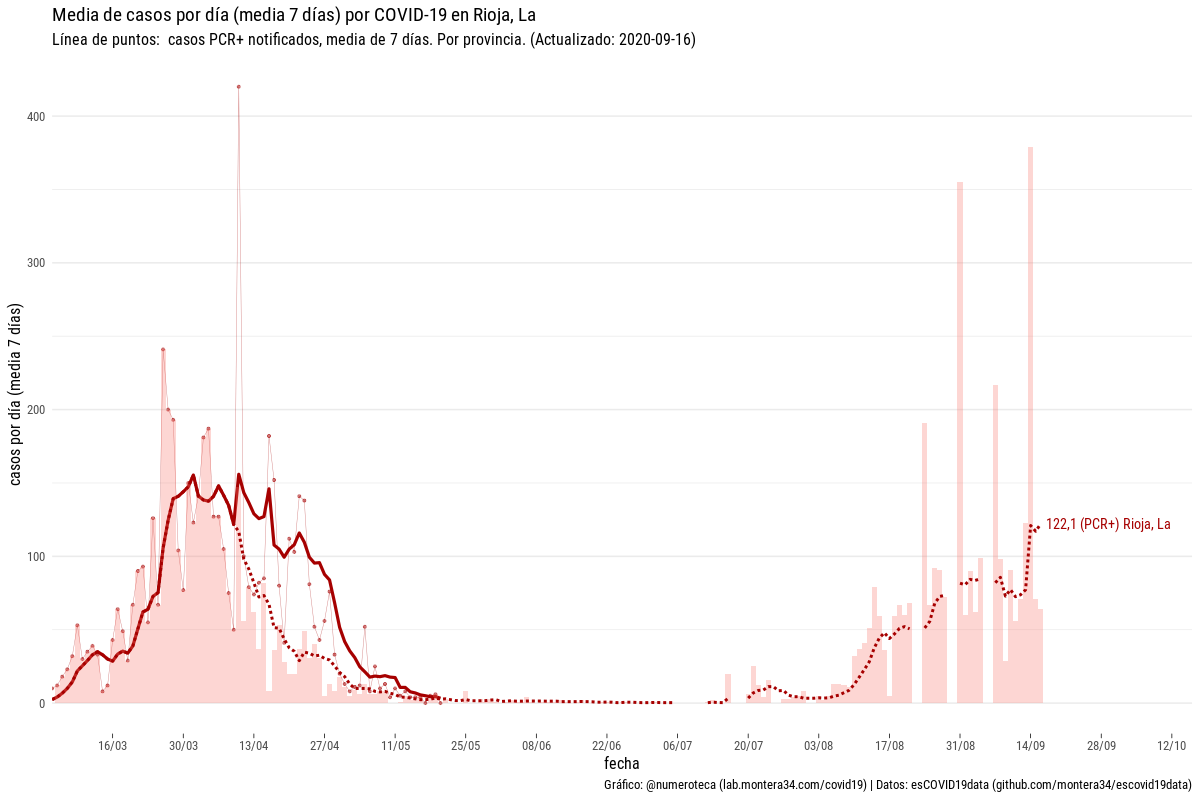 Media de casos por día (media 7 días) por COVID-19 en Rioja, La
Línea de puntos:  casos PCR+ notificados, media de 7 días. Por provincia. (Actualizado: 2020-09-16)
casos por día (media 7 días)
400
300
200
100
0
122,1 (PCR+) Rioja, La
16/03 30/03 13/04 27/04 11/05 25/05 08/06 22/06 06/07 20/07 03/08 17/08 31/08 14/09 28/09 12/10
fecha
Gráfico: @numeroteca (lab.montera34.com/covid19) | Datos: esCOVID19data (github.com/montera34/escovid19data)